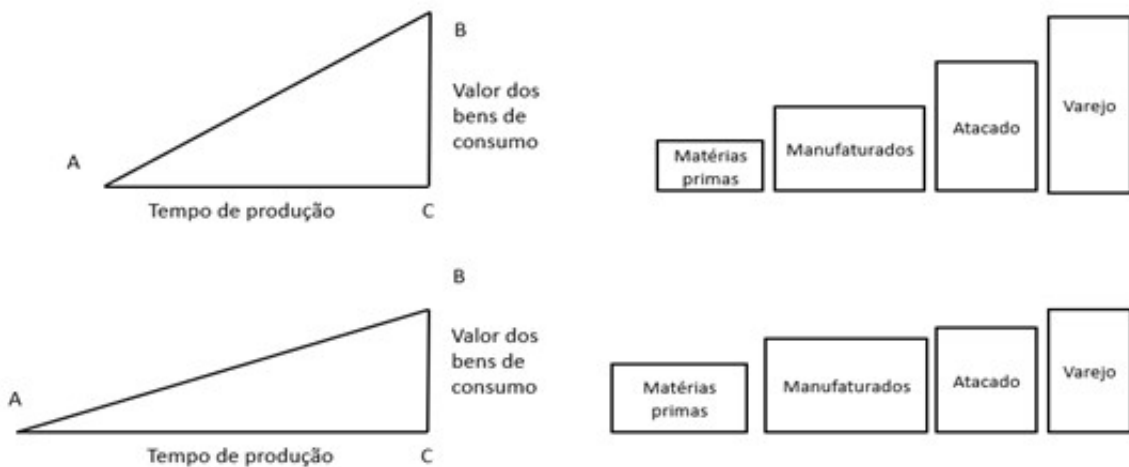 B
Valor dos
bens de
consumo
A
Tempo de produção
C
Matérias
primas
Manufaturados
Atacado
Varejo
B
Valor dos
bens de
consumo
A
Tempo de produção
C
Matérias
primas
Manufaturados
Atacado
Varejo